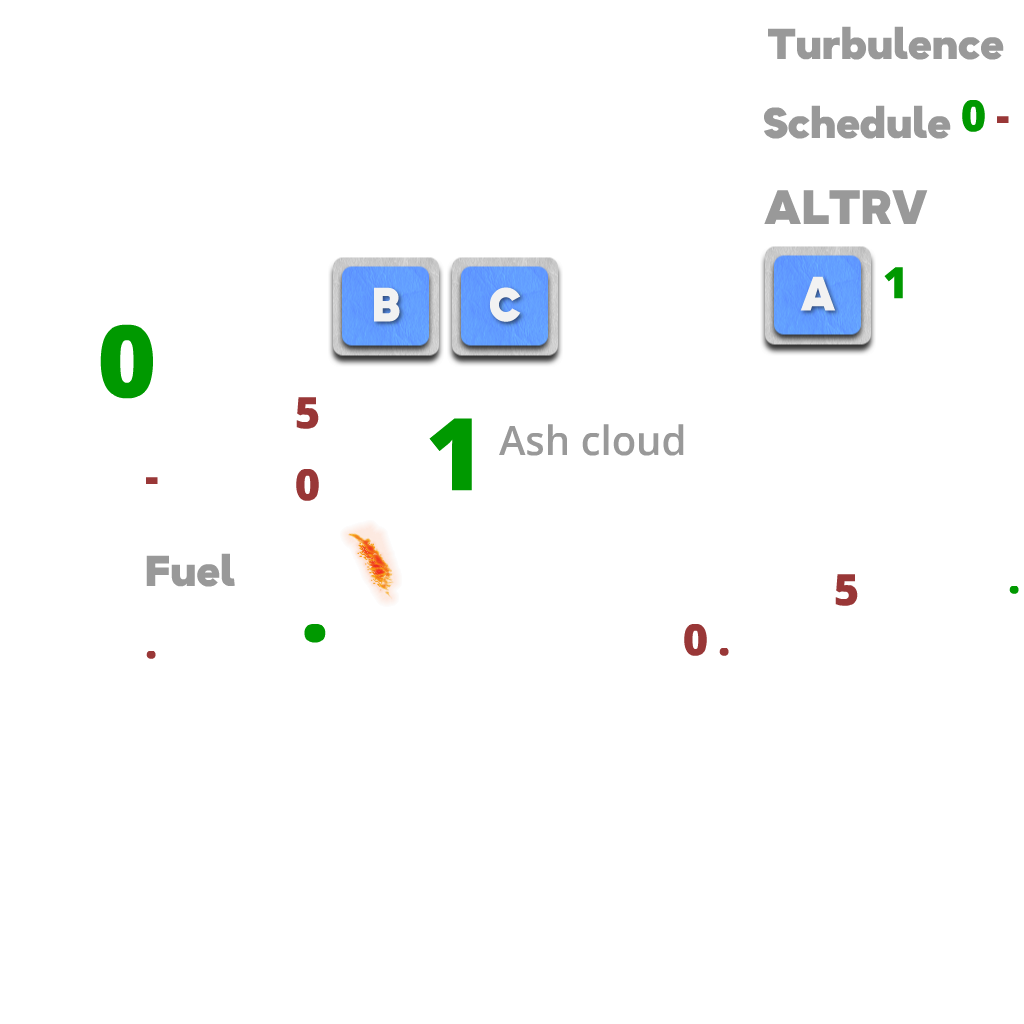 Turbulence
Schedule 0 -
ALTRV
B C A 1
0
5
1 Ash cloud
- 0
Fuel
5 .
. 0 .